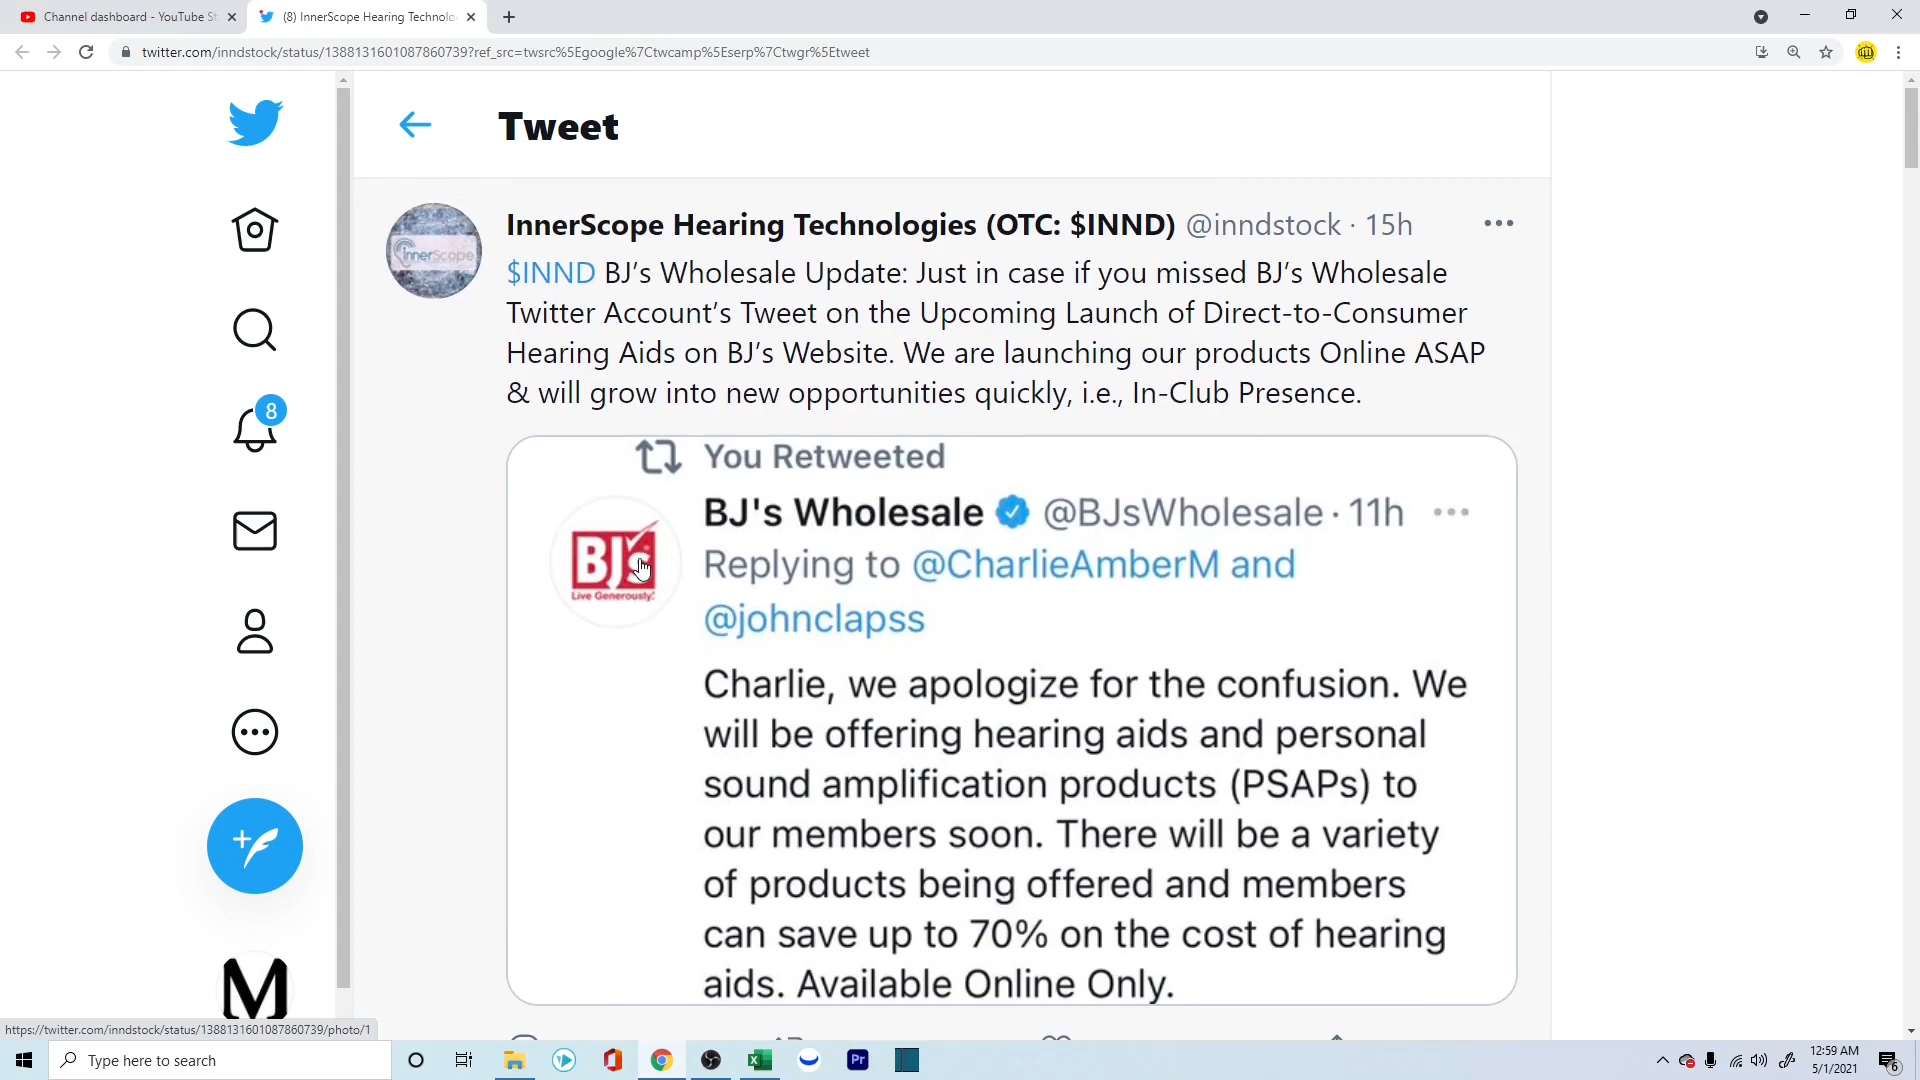 Channel dashboard - YouTube St
(8) InnerScope Hearing Technolo
twitter.com/inndstock/status/1388131601087860739?ref_src=twsrc%5Egoogle%7Ctwcamp%5Eserp%7Ctwgr%5Etweet
Tweet
InnerScope Hearing Technologies (OTC: $INND) @inndstock · 15h
InnerScope
$INND BJ’s Wholesale Update: Just in case if you missed BJ’s Wholesale
Twitter Account’s Tweet on the Upcoming Launch of Direct-to-Consumer
Hearing Aids on BJ’s Website. We are launching our products Online ASAP
& will grow into new opportunities quickly, i.e., In-Club Presence.
8
You Retweeted
BJ's Wholesale @BJsWholesale · 11h
Replying to @CharlieAmberM and
@johnclapss
BJ's
Live Generously.
Charlie, we apologize for the confusion. We
will be offering hearing aids and personal
sound amplification products (PSAPs) to
our members soon. There will be a variety
of products being offered and members
can save up to 70% on the cost of hearing
aids. Available Online Only.
M
https://twitter.com/inndstock/status/1388131601087860739/photo/1
Type here to search
Pr
12:59 AM
5/1/2021
6